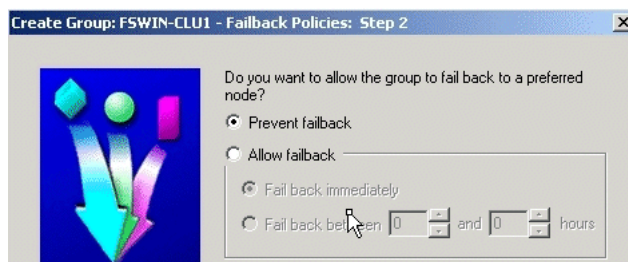 Create Group: FSWIN-CLU1 - Failback Policies: Step 2
Do you want to allow the group to fail back to a preferred
node?
Prevent failback
Allow failback
Fail back immediately
Fail back between 0 and 0 hours